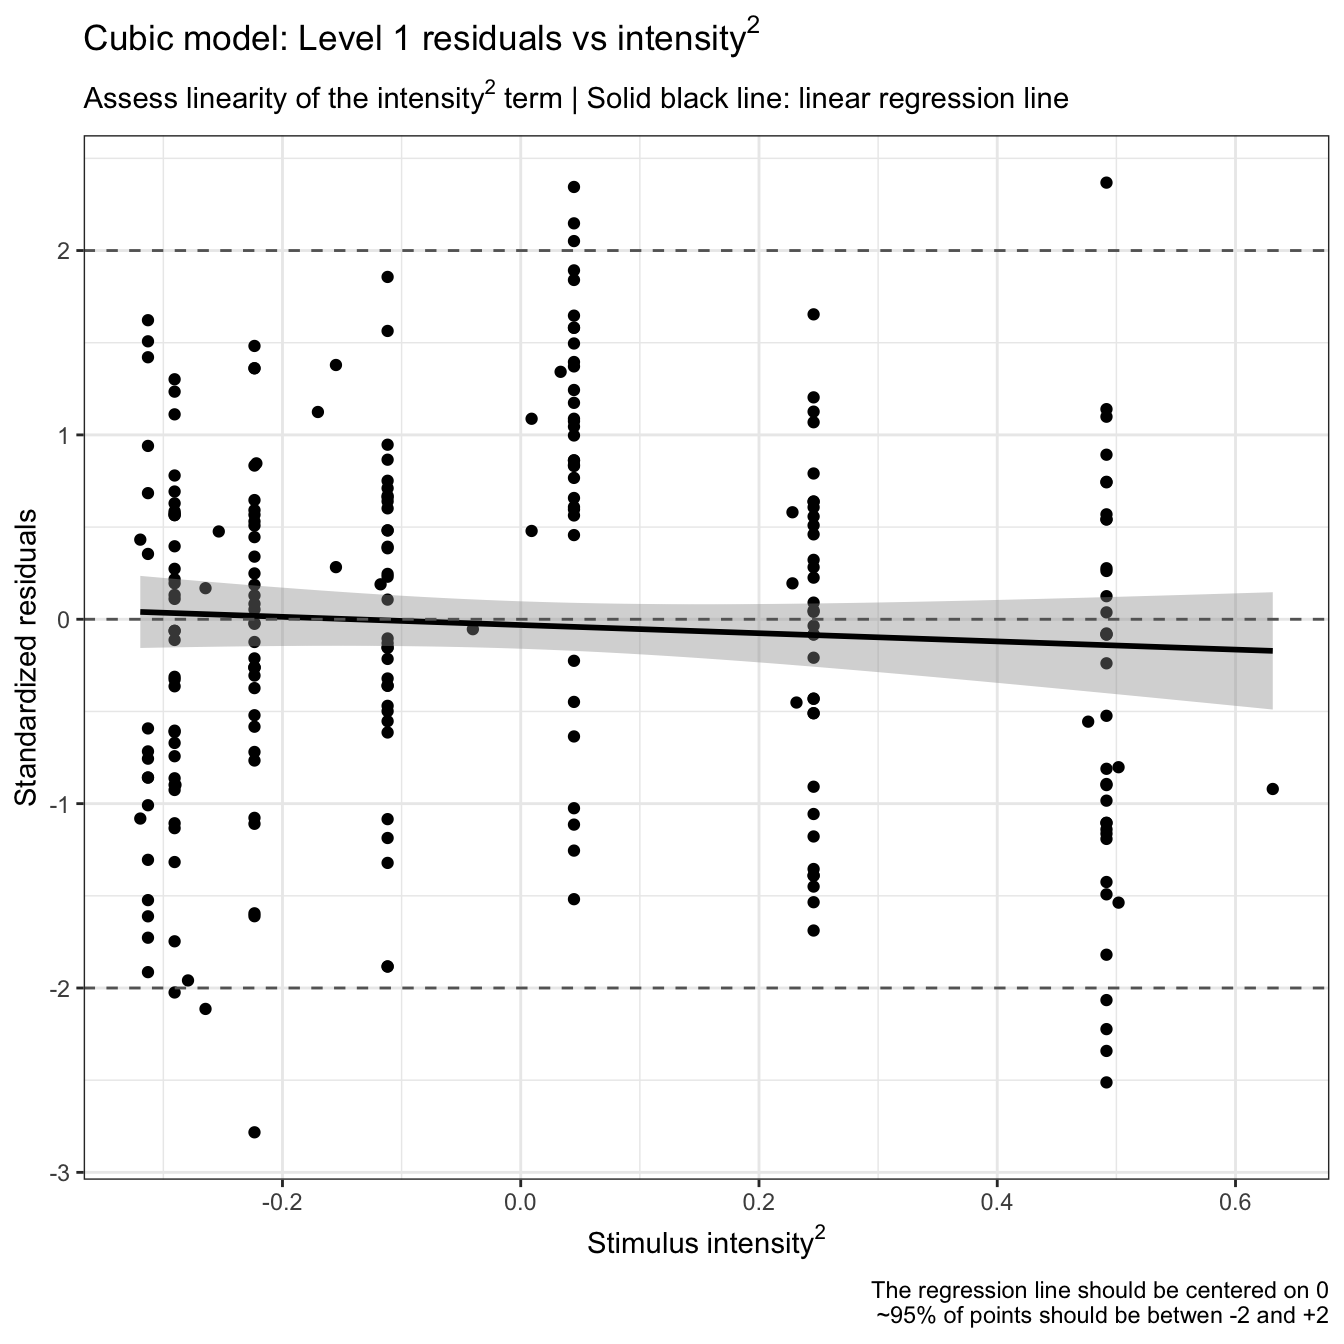 Cubic model: Level 1 residuals vs intensity²
Assess linearity of the intensity² term | Solid black line: linear regression line
Standardized residuals
2
1
0
-1
-2
-3
-0.2 0.0 0.2 0.4 0.6
Stimulus intensity²
The regression line should be centered on 0
~95% of points should be betwen -2 and +2